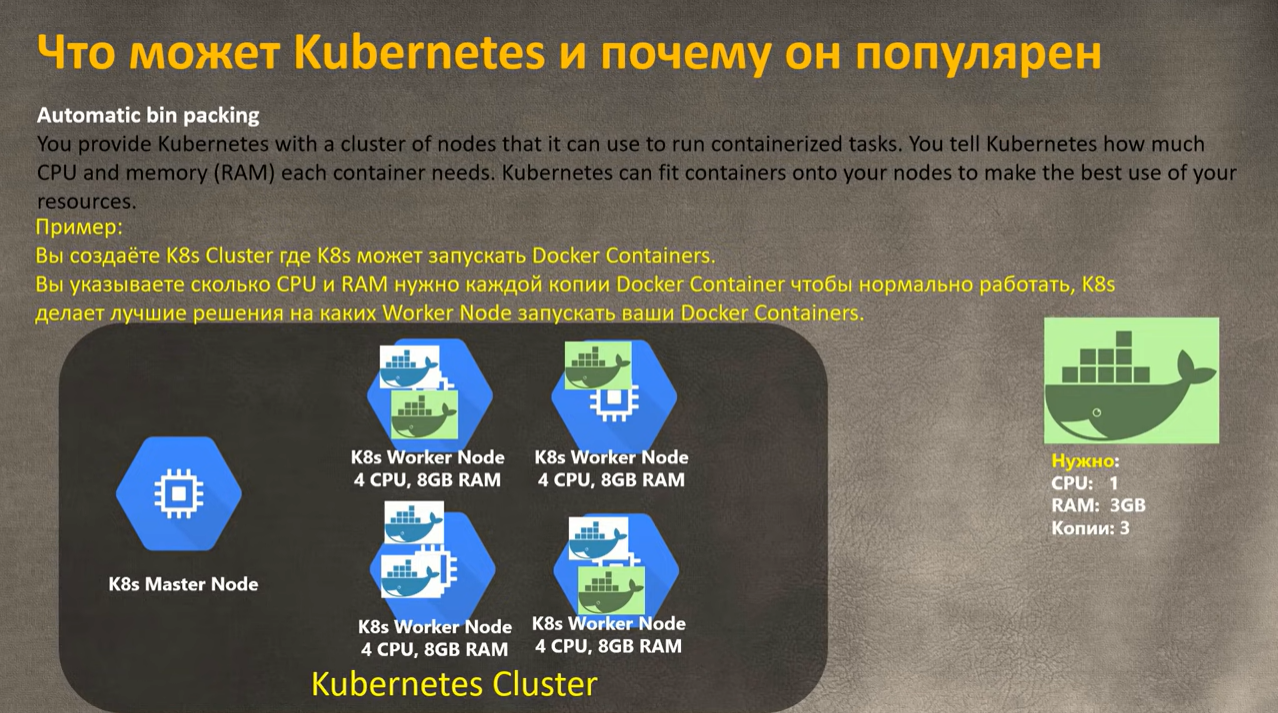 Что может Kubernetes и почему он популярен
Automatic bin packing
You provide Kubernetes with a cluster of nodes that it can use to run containerized tasks. You tell Kubernetes how much
CPU and memory (RAM) each container needs. Kubernetes can fit containers onto your nodes to make the best use of your
resources.
Пример:
Вы создаёте K8s Cluster где K8s может запускать Docker Containers.
Вы указываете сколько CPU и RAM нужно каждой копии Docker Container чтобы нормально работать, K8s
делает лучшие решения на каких Worker Node запускать ваши Docker Containers.
K8s Worker Node
4 CPU, 8GB RAM
K8s Worker Node
4 CPU, 8GB RAM
K8s Master Node
K8s Worker Node
4 CPU, 8GB RAM
K8s Worker Node
4 CPU, 8GB RAM
Kubernetes Cluster
Нужно:
CPU: 1
RAM: 3GB
Копии: 3